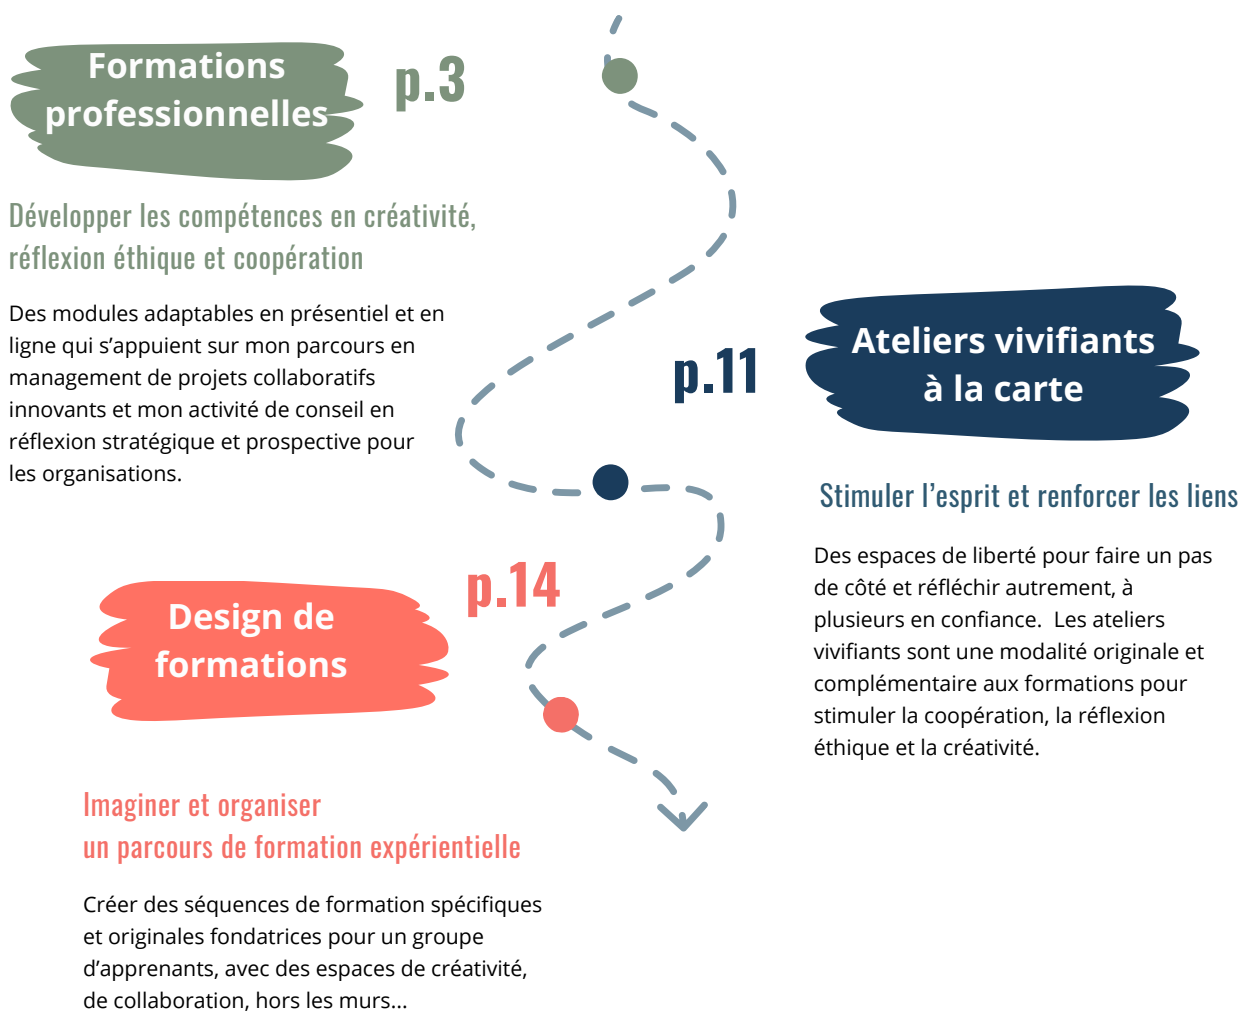 Formations
professionnelles
p.3
Développer les compétences en créativité,
réflexion éthique et coopération
Des modules adaptables en présentiel et en
ligne qui s’appuient sur mon parcours en
management de projets collaboratifs
innovants et mon activité de conseil en
réflexion stratégique et prospective pour
les organisations.
p.11
Ateliers vivifiants
à la carte
Stimuler l’esprit et renforcer les liens
Des espaces de liberté pour faire un pas
de côté et réfléchir autrement, à
plusieurs en confiance.  Les ateliers
vivifiants sont une modalité originale et
complémentaire aux formations pour
stimuler la coopération, la réflexion
éthique et la créativité.
p.14
Design de
formations
Imaginer et organiser
un parcours de formation expérientielle
Créer des séquences de formation spécifiques
et originales fondatrices pour un groupe
d’apprenants, avec des espaces de créativité,
de collaboration, hors les murs...